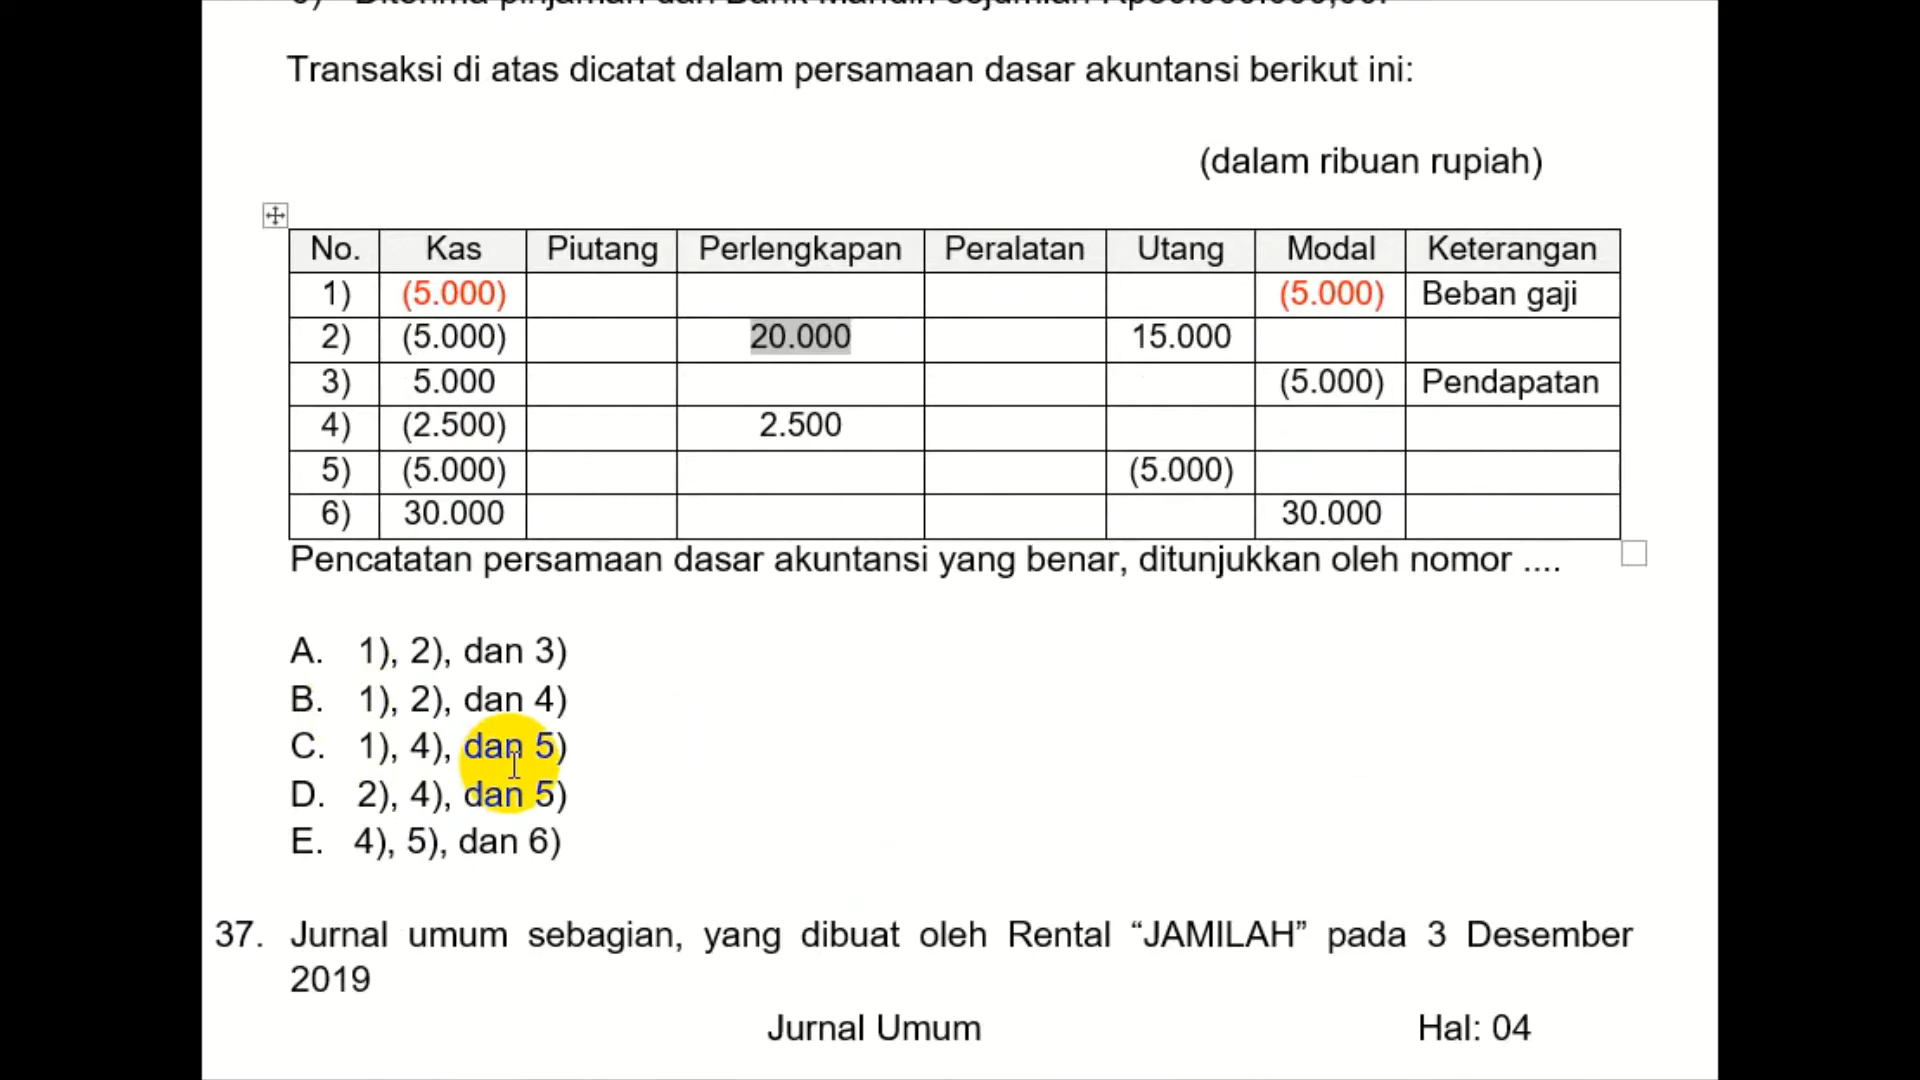 Transaksi di atas dicatat dalam persamaan dasar akuntansi berikut ini:
(dalam ribuan rupiah)
No. Kas Piutang Perlengkapan Peralatan Utang Modal Keterangan
1) (5.000) (5.000) Beban gaji
2) (5.000) 20.000 15.000
3) 5.000 (5.000) Pendapatan
4) (2.500) 2.500
5) (5.000) (5.000)
6) 30.000 30.000
Pencatatan persamaan dasar akuntansi yang benar, ditunjukkan oleh nomor ....
A. 1), 2), dan 3)
B. 1), 2), dan 4)
C. 1), 4), dan 5)
D. 2), 4), dan 5)
E. 4), 5), dan 6)
37. Jurnal umum sebagian, yang dibuat oleh Rental “JAMILAH” pada 3 Desember
2019
Jurnal Umum Hal: 04